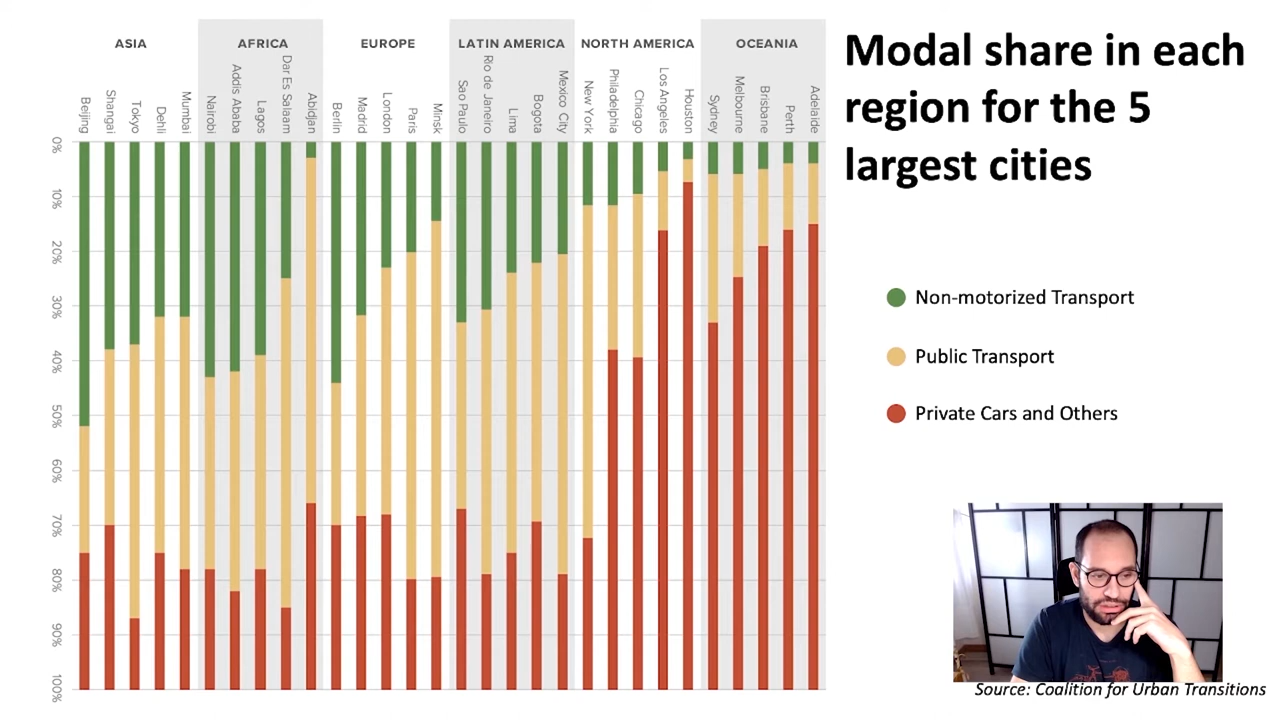 ASIA
AFRICA
EUROPE
LATIN AMERICA
NORTH AMERICA
OCEANIA
Beijing
Shangai
Tokyo
Dehli
Mumbai
Nairobi
Addis Ababa
Lagos
Dar Es Salaam
Abidjan
Berlin
Madrid
London
Paris
Minsk
Sao Paulo
Rio de Janeiro
Lima
Bogota
Mexico City
New York
Philadelphia
Chicago
Los Angeles
Houston
Sydney
Melbourne
Brisbane
Perth
Adelaide
0%
10%
20%
30%
40%
50%
60%
70%
80%
90%
100%
Modal share in each
region for the 5
largest cities
Non-motorized Transport
Public Transport
Private Cars and Others
Source: Coalition for Urban Transitions